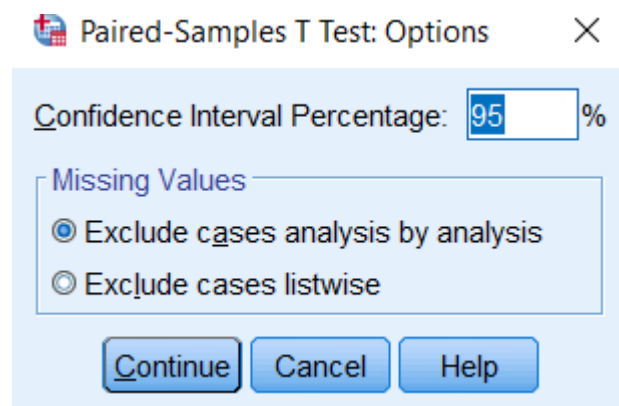 Paired-Samples T Test: Options
Confidence Interval Percentage: 95 %
Missing Values
Exclude cases analysis by analysis
Exclude cases listwise
Continue Cancel Help